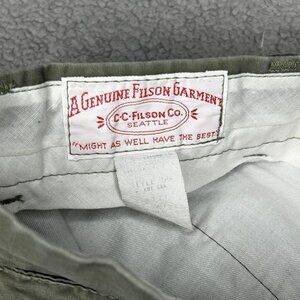 A GENUINE FILSON GARMENT
C·C·FILSON CO.
SEATTLE
"MIGHT AS WELL HAVE THE BEST"